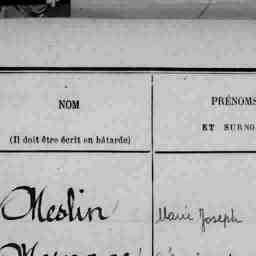 NOM
(Il doit être écrit en bâtarde)
PRÉNOMS
ET SURNO
Meslin
Marie Joseph